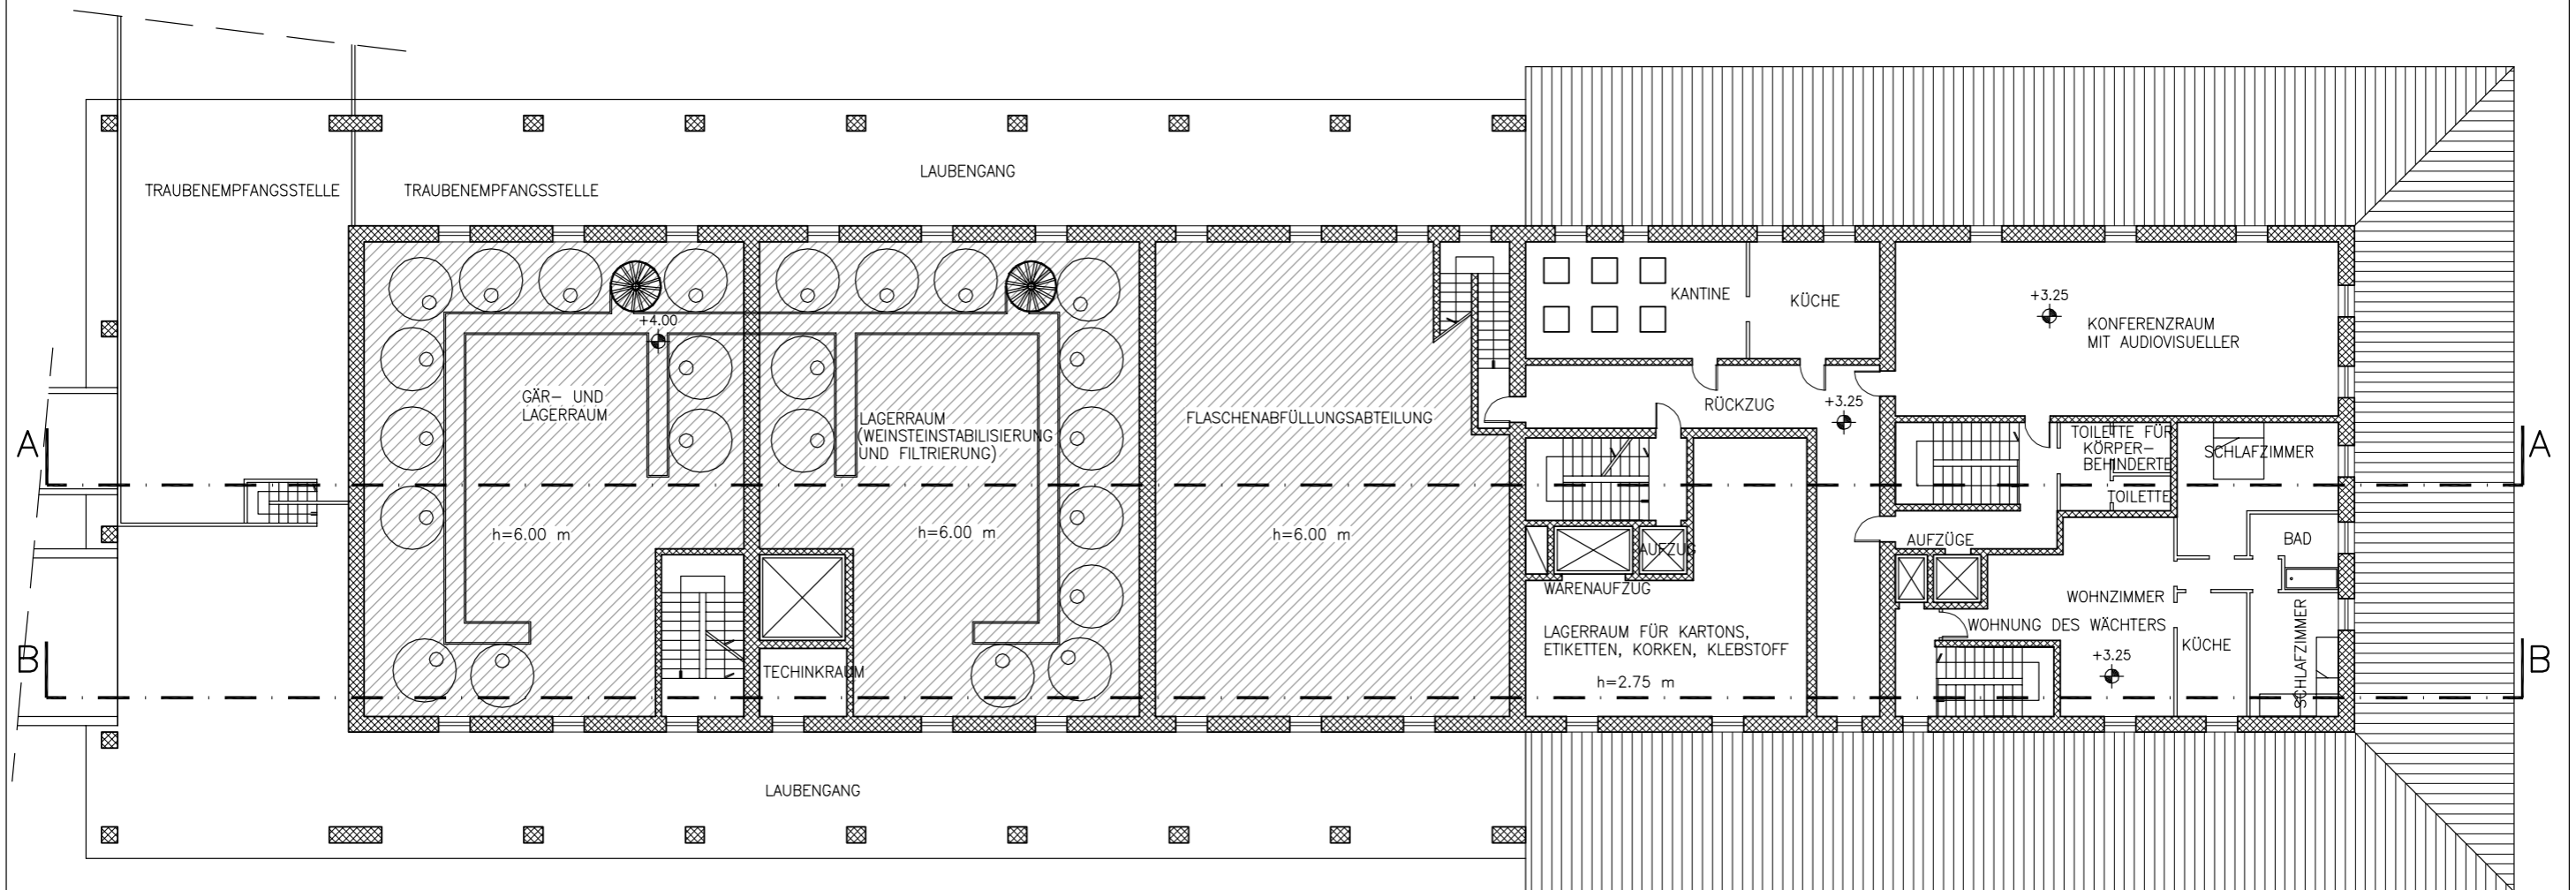 LAUBENGANG
TRAUBENEMPFANGSSTELLE
TRAUBENEMPFANGSSTELLE
+4.00
GÄR- UND
LAGERRAUM
h=6.00 m
LAGERRAUM
(WEINSTEINSTABILISIERUNG
UND FILTRIERUNG)
h=6.00 m
TECHINKRAUM
FLASCHENABFÜLLUNGSABTEILUNG
h=6.00 m
KANTINE
KÜCHE
RÜCKZUG
+3.25
+3.25
KONFERENZRAUM
MIT AUDIOVISUELLER
TOILETTE FÜR
KÖRPER-
BEHINDERTE
TOILETTE
SCHLAFZIMMER
A
A
AUFZUG
WARENAUFZUG
LAGERRAUM FÜR KARTONS,
ETIKETTEN, KORKEN, KLEBSTOFF
h=2.75 m
AUFZÜGE
BAD
WOHNZIMMER
WOHNUNG DES WÄCHTERS
+3.25
KÜCHE
SCHLAFZIMMER
B
B
LAUBENGANG